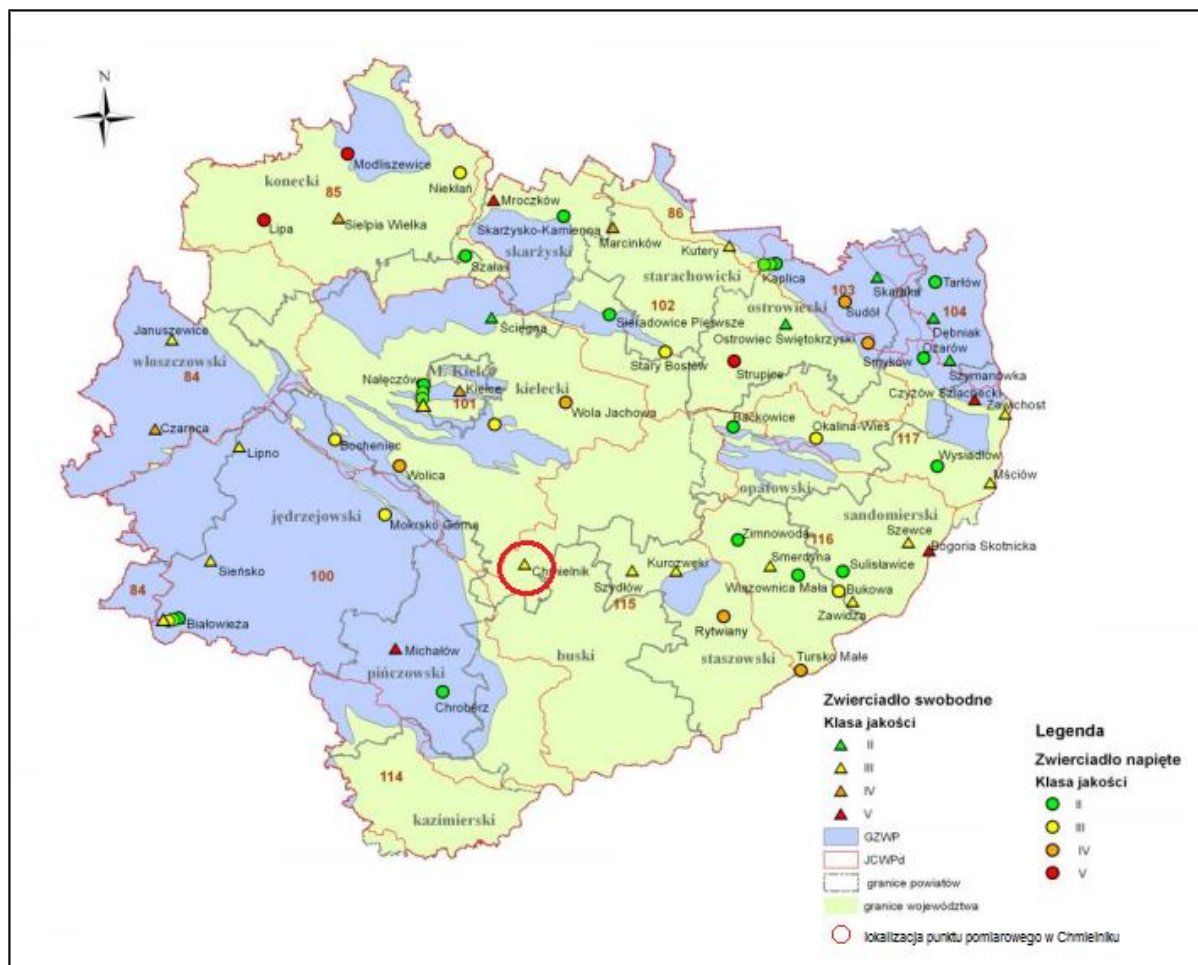 N
Modliszewice
konecki
85
Niekłań
Mroczków
86
Lipa
Sielpia Wielka
Skarżysko-Kamienna
skarżyski
Marcinków
Kutery
Szałaś
starachowicki
Kaplica
103
Skarbka
Tarłów
102
ostrowiecki
Sudół
104
Januszewice
Ścięgna
Sieradowice Pierwsze
Dębniak
włoszczowski
Ostrowiec Świętokrzyski
Ożarów
84
Stary Bostów
Smyków
Strupice
Szymanówka
Nałęczów
M. Kielce
Kielce
kielecki
Czyżów Szlachecki
101
Wola Jachowa
Zawichost
Czarnca
Baćkowice
Bocheniec
Okalina-Wieś
117
Lipno
Wolica
Wysiadłów
opatowski
Mściów
jędrzejowski
Mokrsko Górne
sandomierski
Zimnowoda
116
Szewce
Bogoria Skotnicka
Sieńsko
100
Chmielnik
Kurozwęki
Smerdyna
Szydłów
Sulisławice
84
Wiązownica Mała
Bukowa
115
Zawidza
Białowieża
Rytwiany
Michałów
buski
staszowski
Tursko Małe
pińczowski
Chroberz
114
kazimierski
Zwierciadło swobodne
Klasa jakości
II
III
IV
V
GZWP
JCWPd
granice powiatów
granice województwa
lokalizacja punktu pomiarowego w Chmielniku
Legenda
Zwierciadło napięte
Klasa jakości
II
III
IV
V